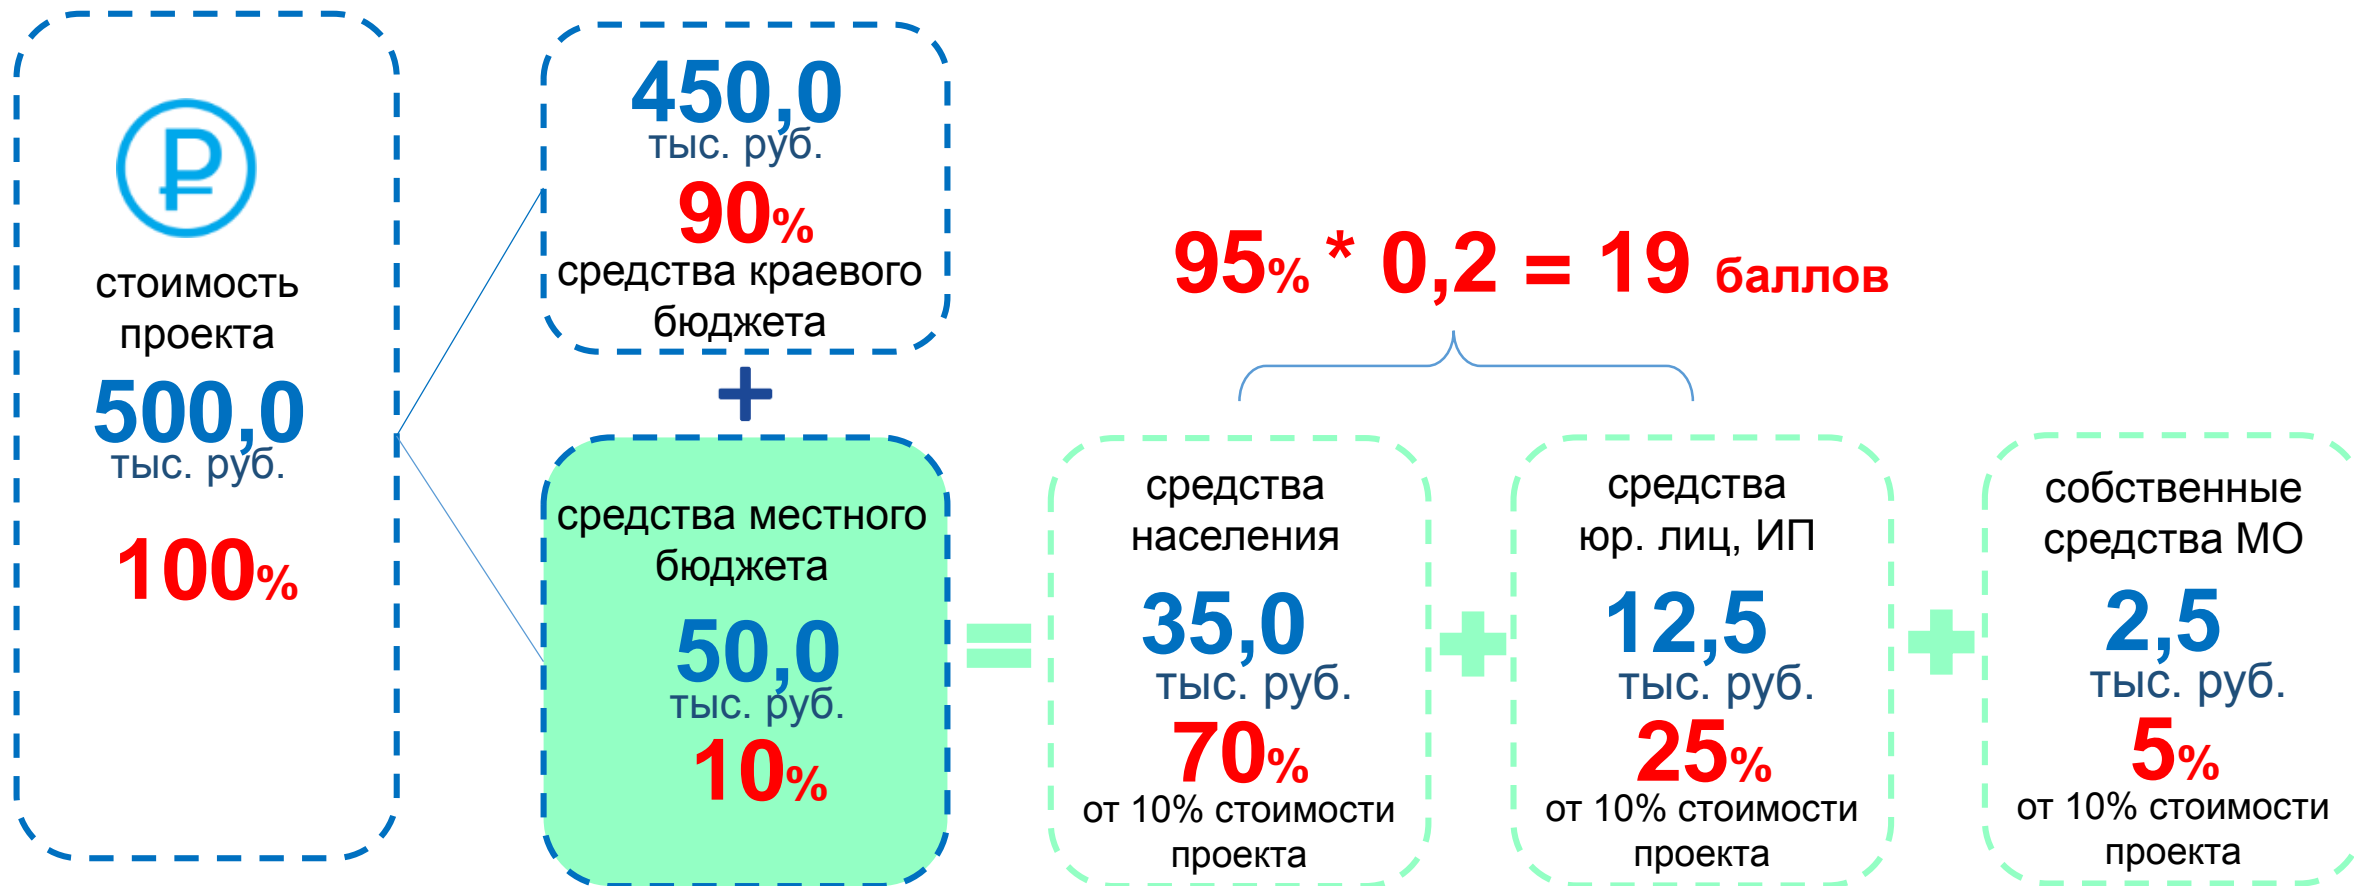 стоимость
проекта
500,0
тыс. руб.
100%
450,0
тыс. руб.
90%
средства краевого
бюджета
+
средства местного
бюджета
50,0
тыс. руб.
10%
=
95% * 0,2 = 19 баллов
средства
населения
35,0
тыс. руб.
70%
от 10% стоимости
проекта
+
средства
юр. лиц, ИП
12,5
тыс. руб.
25%
от 10% стоимости
проекта
+
собственные
средства МО
2,5
тыс. руб.
5%
от 10% стоимости
проекта